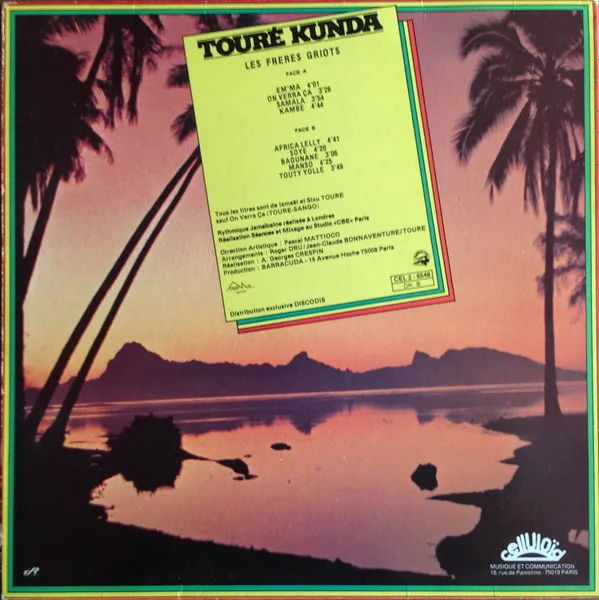 TOURÉ KUNDA
LES FRERES GRIOTS
FACE A
EM'MA 4'01
ON VERRA ÇA 3'26
SAMALA 3'54
KAMBE 4'44
FACE B
AFRICA LELLY 4'41
SOYE 4'20
BAOUNANE 3'06
MANSO 4'25
TOUTY YOLLE 3'49
Tous les titres sont de Ismaël et Sixu TOURE
sauf On Verra Ça (TOURE-SANGO)
Rythmique Jamaïcaine réalisée à Londres
Réalisation Séances et Mixage au Studio «CBE» Paris
Direction Artistique : Pascal MATTIOCO
Arrangements : Roger DRU/Jean-Claude BONNAVENTURE/TOURE
Réalisation : A. Georges CRESPIN
Production : BARRACUDA - 15 Avenue Hoche 75008 Paris
CEL 2 - 6549
Distribution exclusive DISCODIS
celluloïd
MUSIQUE ET COMMUNICATION
18, rue de Palestine - 75019 PARIS